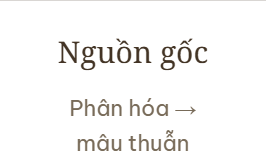 Nguồn gốc
Phân hóa →
mâu thuẫn